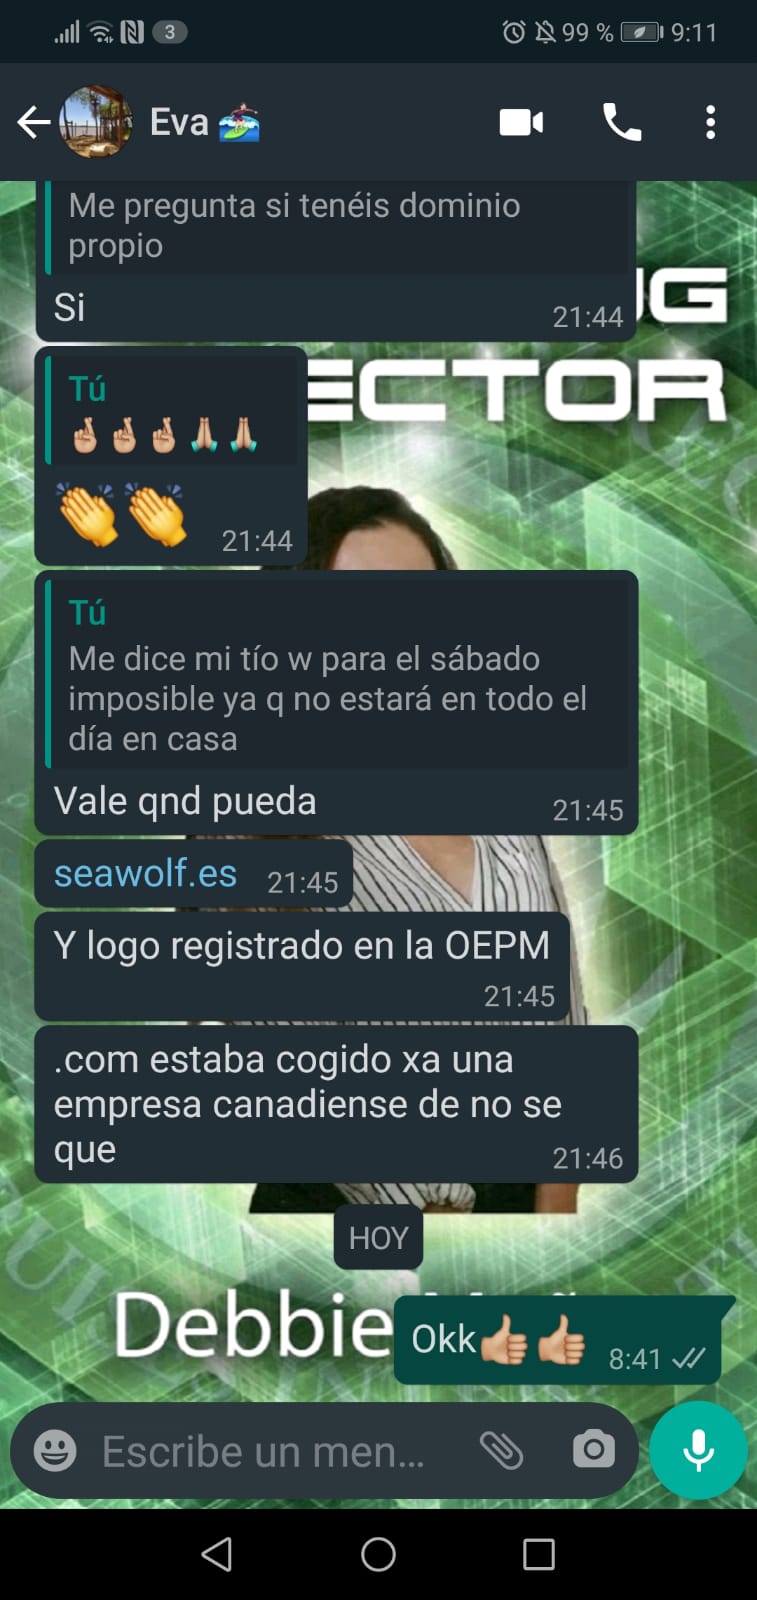 3
99 %
9:11
Eva
Me pregunta si tenéis dominio
propio
Si
21:44
Tú
21:44
ECTOR
Tú
Me dice mi tío w para el sábado
imposible ya q no estará en todo el
día en casa
Vale qnd pueda
21:45
seawolf.es 21:45
Y logo registrado en la OEPM
21:45
.com estaba cogido xa una
empresa canadiense de no se
que
21:46
HOY
Debbie
Okk
8:41
Escribe un men...